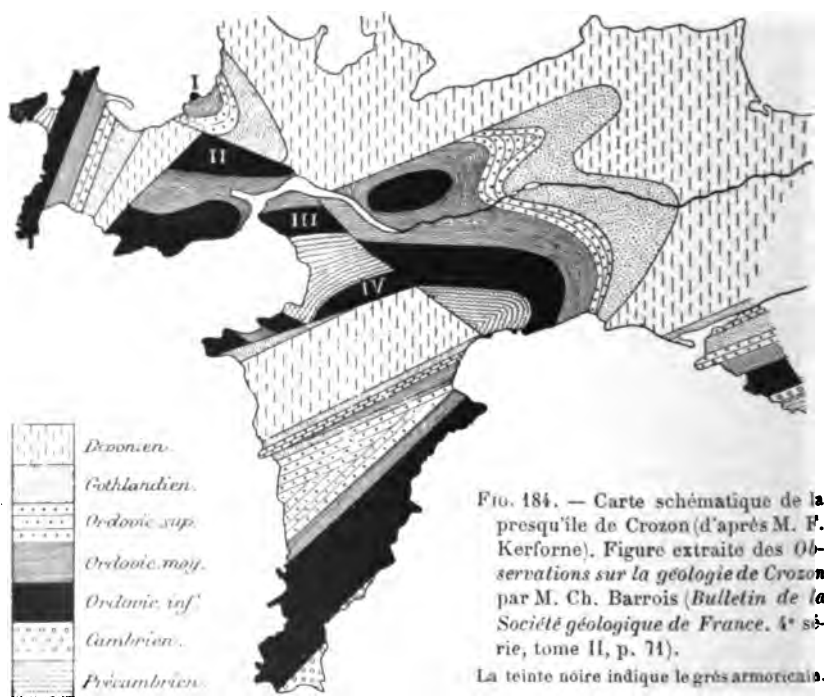 I
II
III
IV
Dévonien.
Gothlandien.
Ordovic. sup.
Ordovic. moy.
Ordovic. inf.
Cambrien.
Précambrien.
FIG. 184. — Carte schématique de la
presqu'île de Crozon (d'après M. F.
Kerforne). Figure extraite des Ob-
servations sur la géologie de Crozon
par M. Ch. Barrois (Bulletin de la
Société géologique de France. 4e sé-
rie, tome II, p. 71).
La teinte noire indique le grès armoricain.